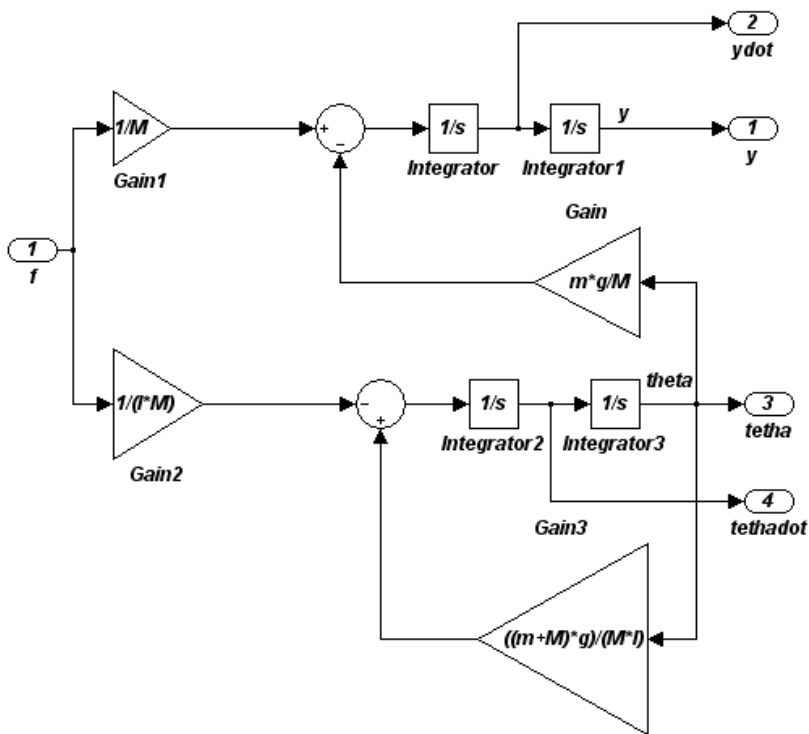 2
ydot
1/M
+
−
1/s
1/s
y
1
Integrator
Integrator1
y
Gain1
Gain
1
f
m*g/M
1/(l*M)
−
+
1/s
1/s
theta
3
Integrator2
Integrator3
tetha
Gain2
4
Gain3
tethadot
((m+M)*g)/(M*l)